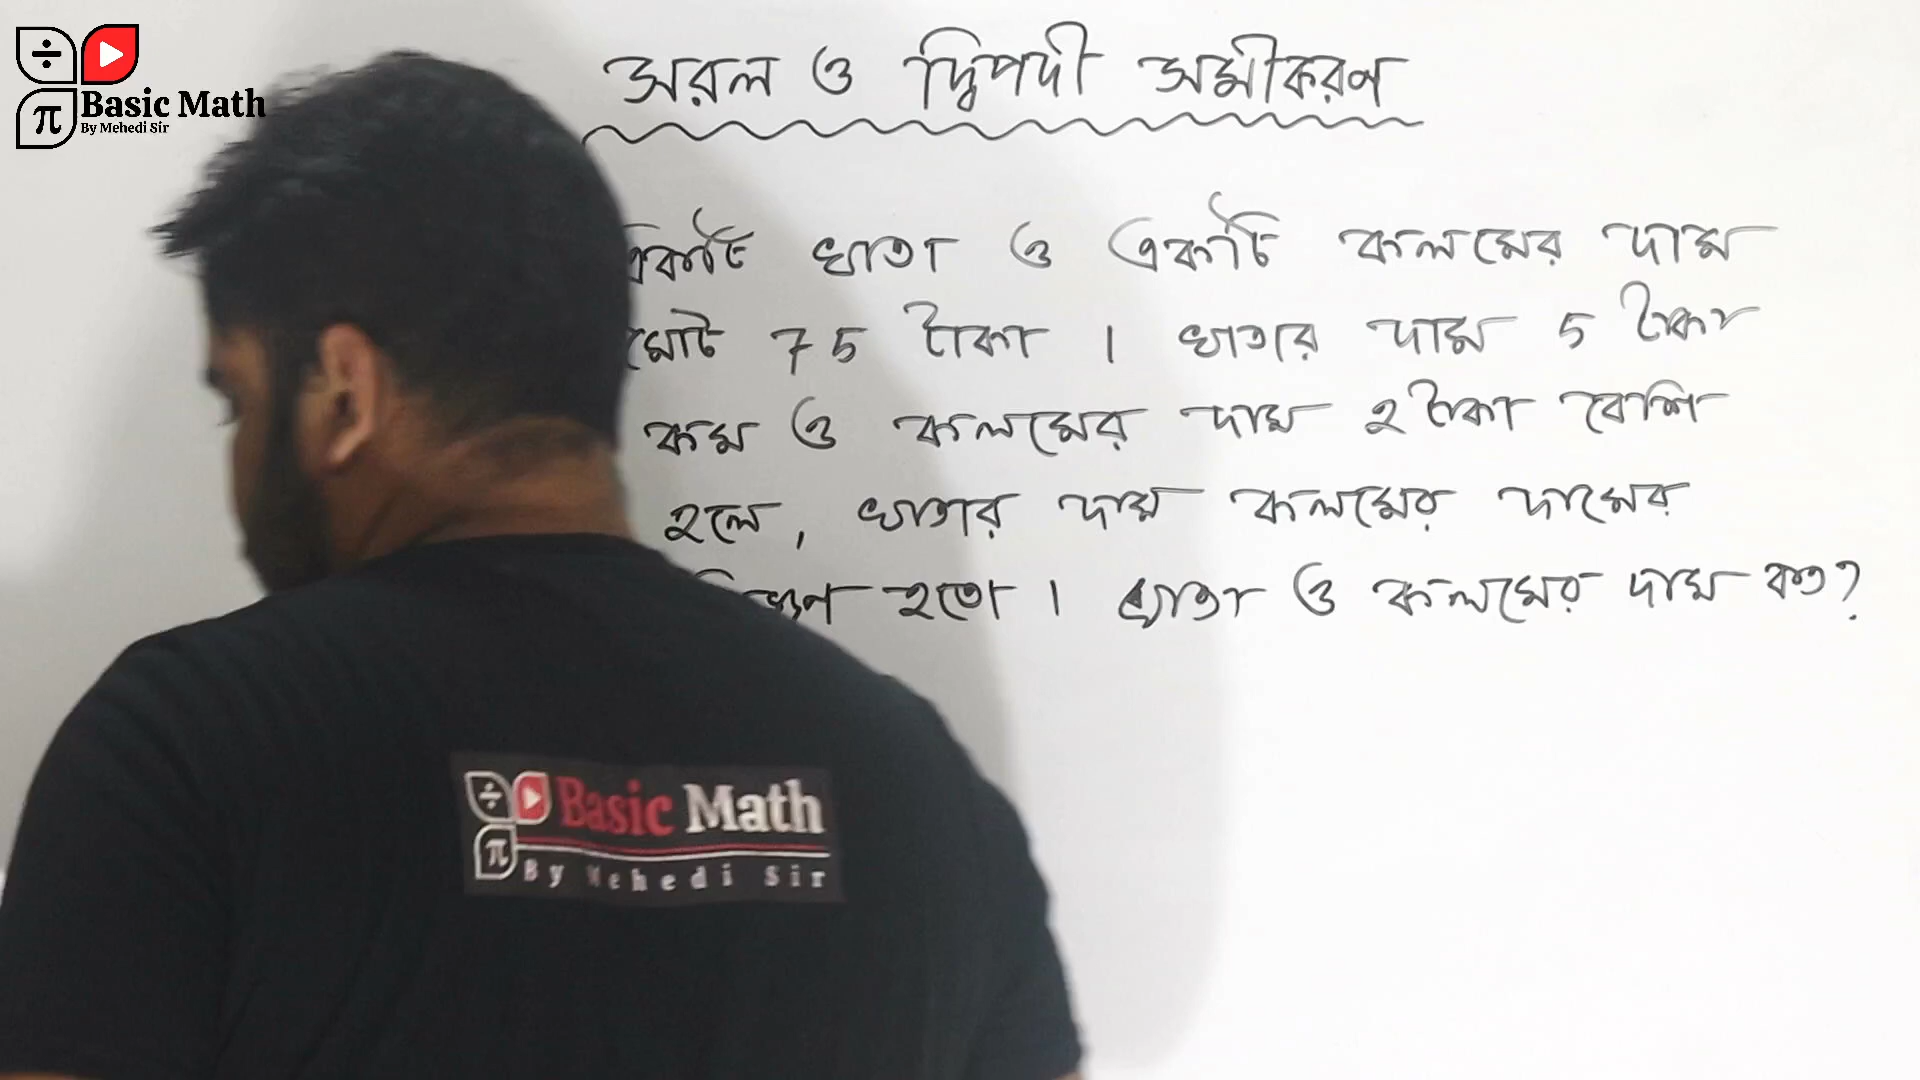 Basic Math
By Mehedi Sir
সরল ও দ্বিপদী সমীকরণ
একটি খাতা ও একটি কলমের দাম
মোট 75 টাকা । খাতার দাম 5 টাকা
কম ও কলমের দাম 2 টাকা বেশি
হলে, খাতার দাম কলমের দামের
হতো । খাতা ও কলমের দাম কত?
Basic Math
By Mehedi Sir